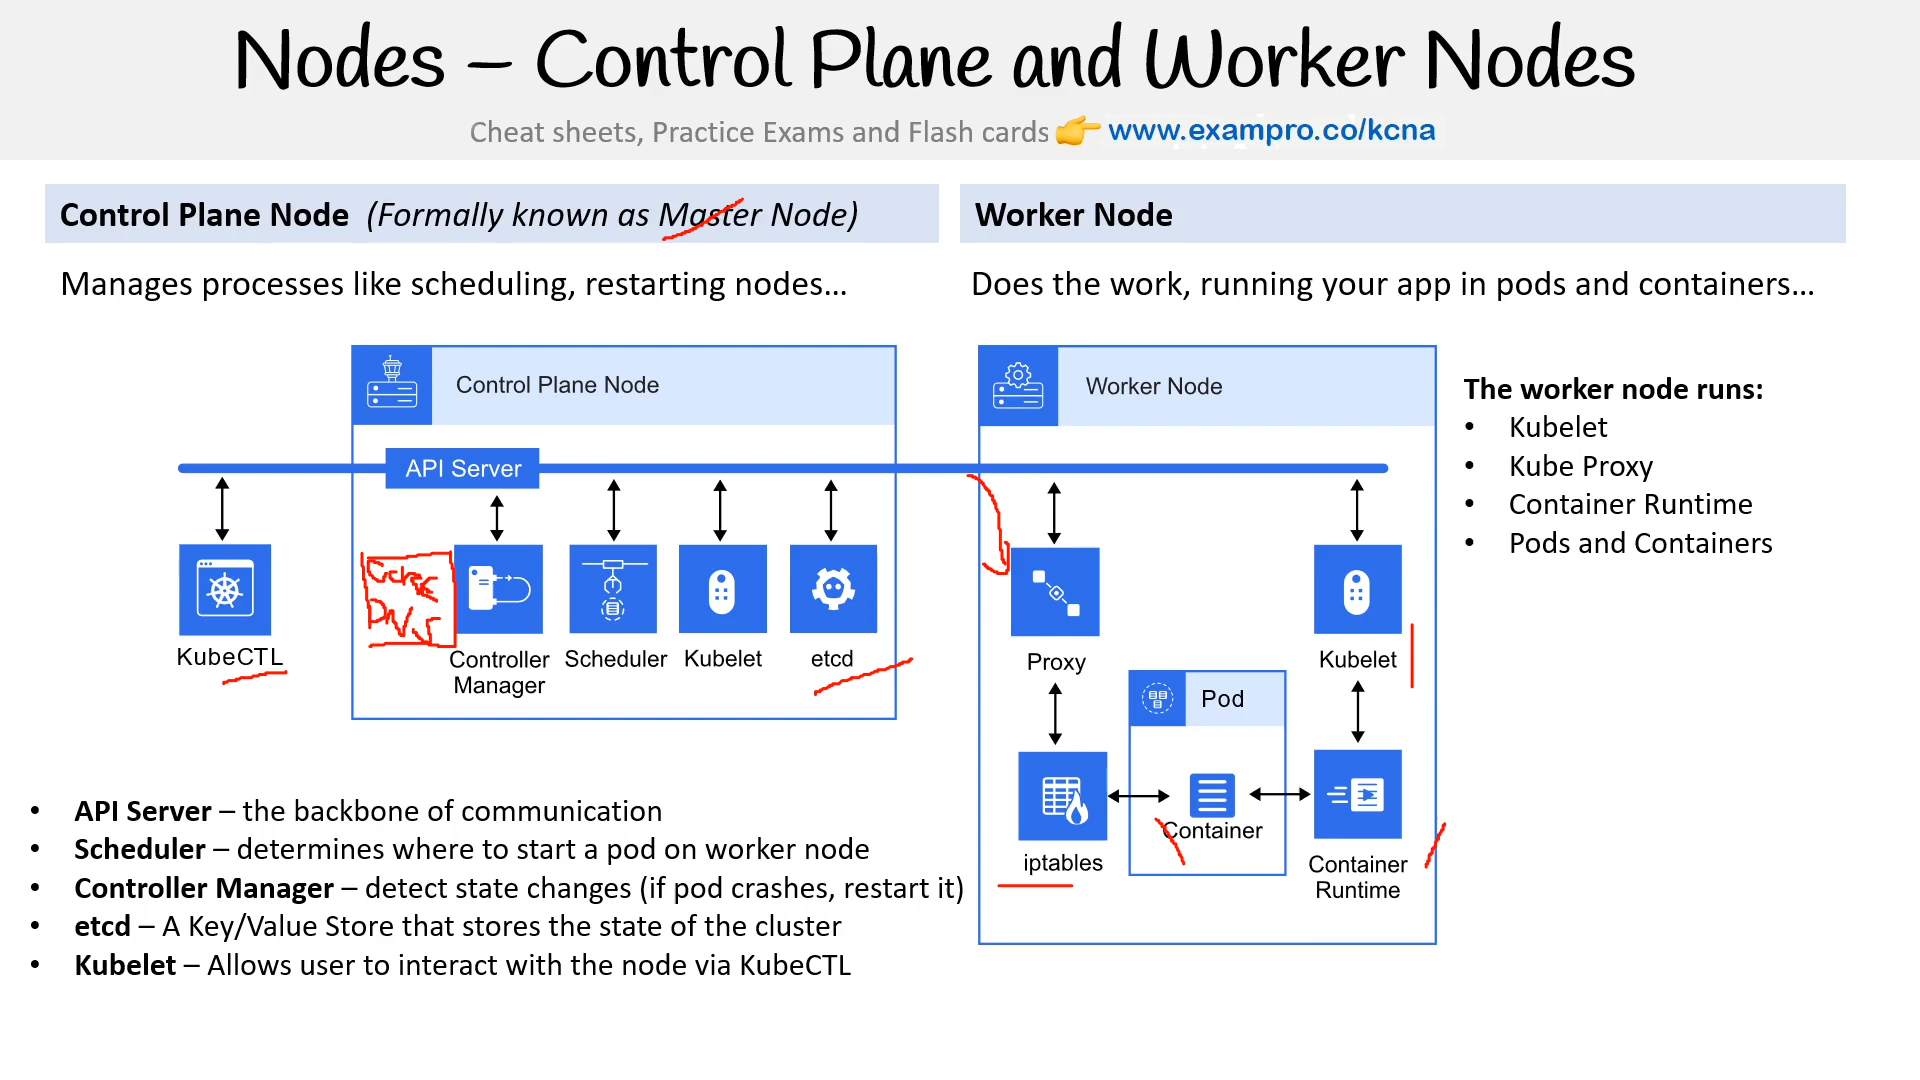 Nodes – Control Plane and Worker Nodes
Cheat sheets, Practice Exams and Flash cards 👉 www.exampro.co/kcna
Control Plane Node (Formally known as Master Node)
Manages processes like scheduling, restarting nodes...
Control Plane Node
API Server
KubeCTL
Controller
Manager
Scheduler
Kubelet
etcd
• API Server – the backbone of communication
• Scheduler – determines where to start a pod on worker node
• Controller Manager – detect state changes (if pod crashes, restart it)
• etcd – A Key/Value Store that stores the state of the cluster
• Kubelet – Allows user to interact with the node via KubeCTL
Worker Node
Does the work, running your app in pods and containers...
Worker Node
Proxy
Kubelet
Pod
Container
iptables
Container
Runtime
The worker node runs:
• Kubelet
• Kube Proxy
• Container Runtime
• Pods and Containers